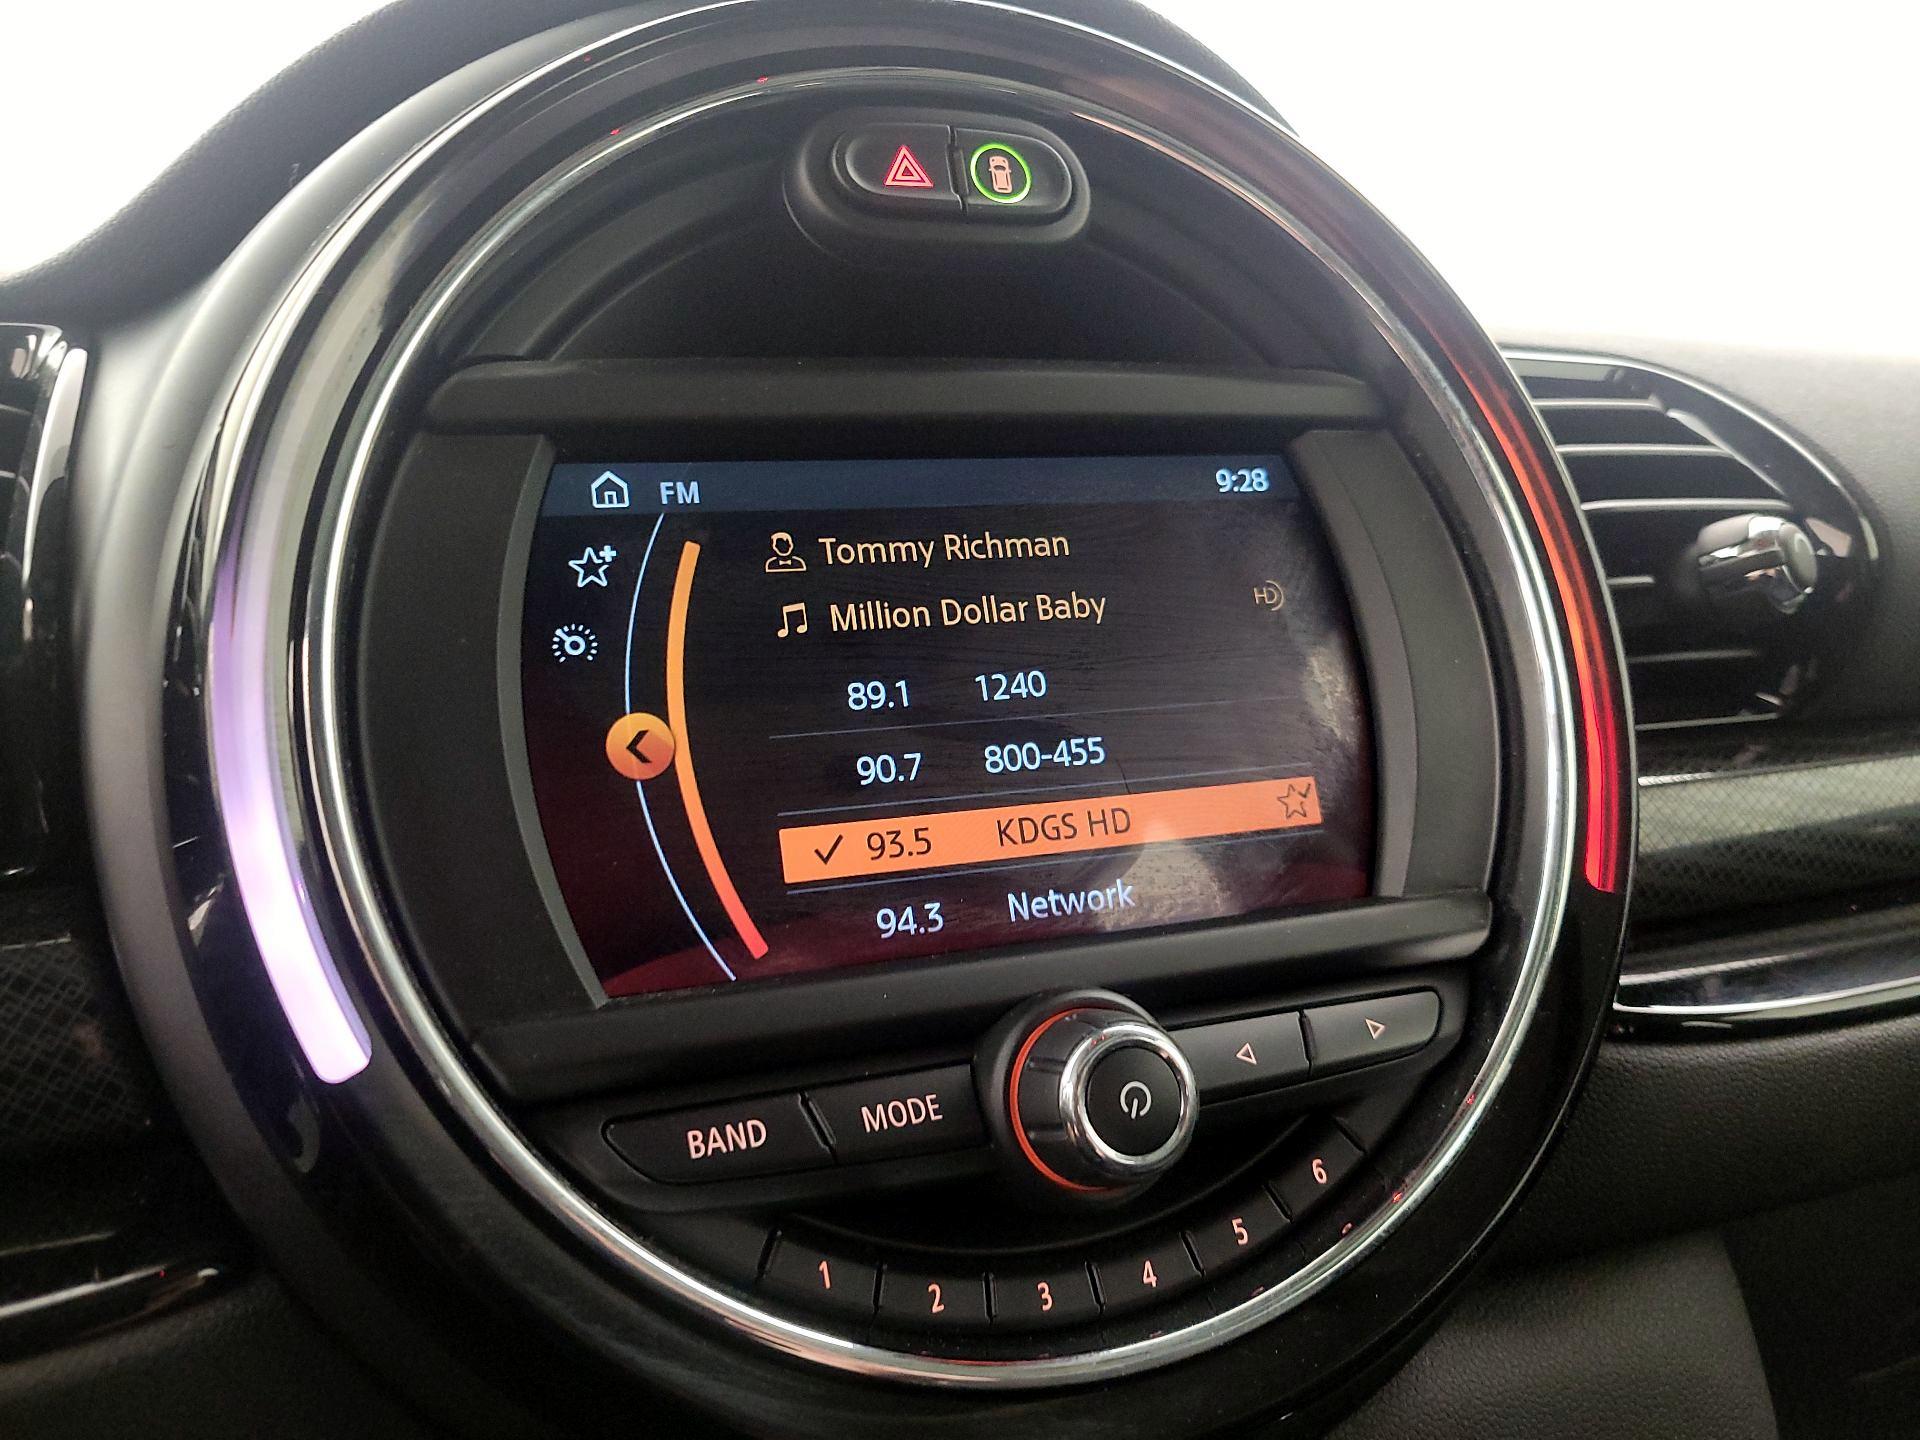 FM 9:28
Tommy Richman
Million Dollar Baby HD
89.1 1240
90.7 800-455
93.5 KDGS HD
94.3 Network
BAND MODE
1 2 3 4 5 6